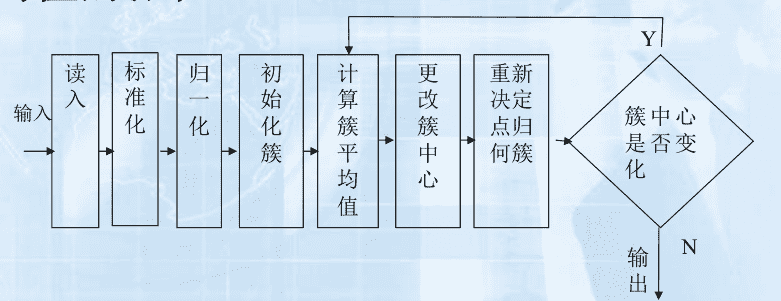 输入
读入
标准化
归一化
初始化簇
计算簇平均值
更改簇中心
重新
决定
点归
何簇
簇中心
是否变
化
Y
N
输出